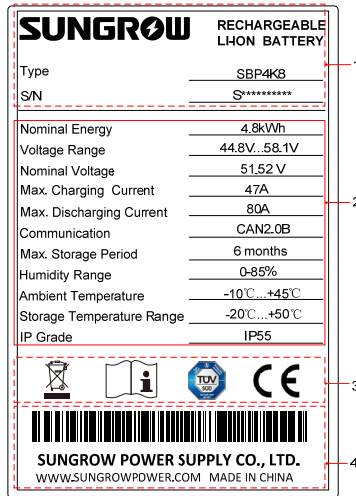 SUNGROW RECHARGEABLE
LI-ION BATTERY
Type SBP4K8
S/N S**********
1
Nominal Energy 4.8kWh
Voltage Range 44.8V...58.1V
Nominal Voltage 51.52 V
Max. Charging Current 47A
Max. Discharging Current 80A
Communication CAN2.0B
Max. Storage Period 6 months
Humidity Range 0-85%
Ambient Temperature -10℃...+45℃
Storage Temperature Range -20℃...+50℃
IP Grade IP55
2
i TÜV SÜD CE
3
SUNGROW POWER SUPPLY CO., LTD.
WWW.SUNGROWPOWER.COM MADE IN CHINA
4